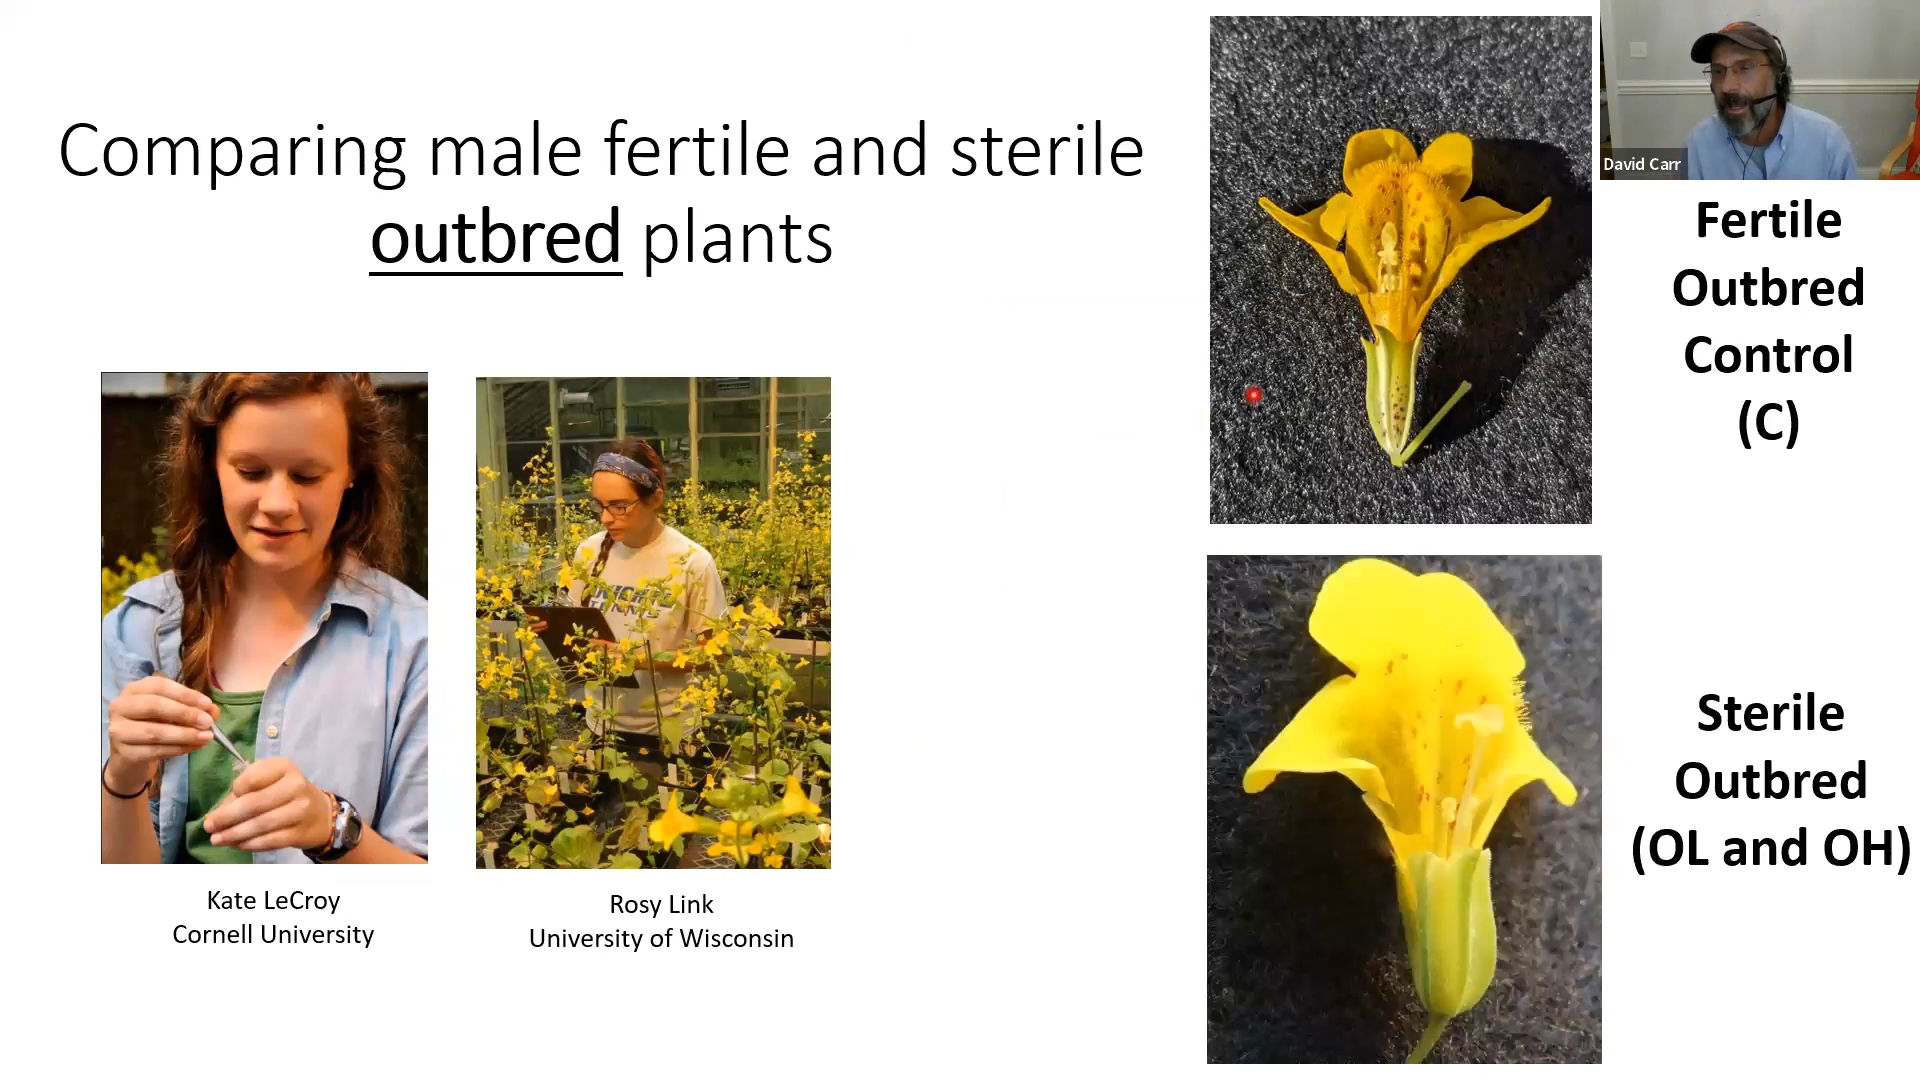 Comparing male fertile and sterile
outbred plants
David Carr
Fertile
Outbred
Control
(C)
Sterile
Outbred
(OL and OH)
Kate LeCroy
Cornell University
Rosy Link
University of Wisconsin